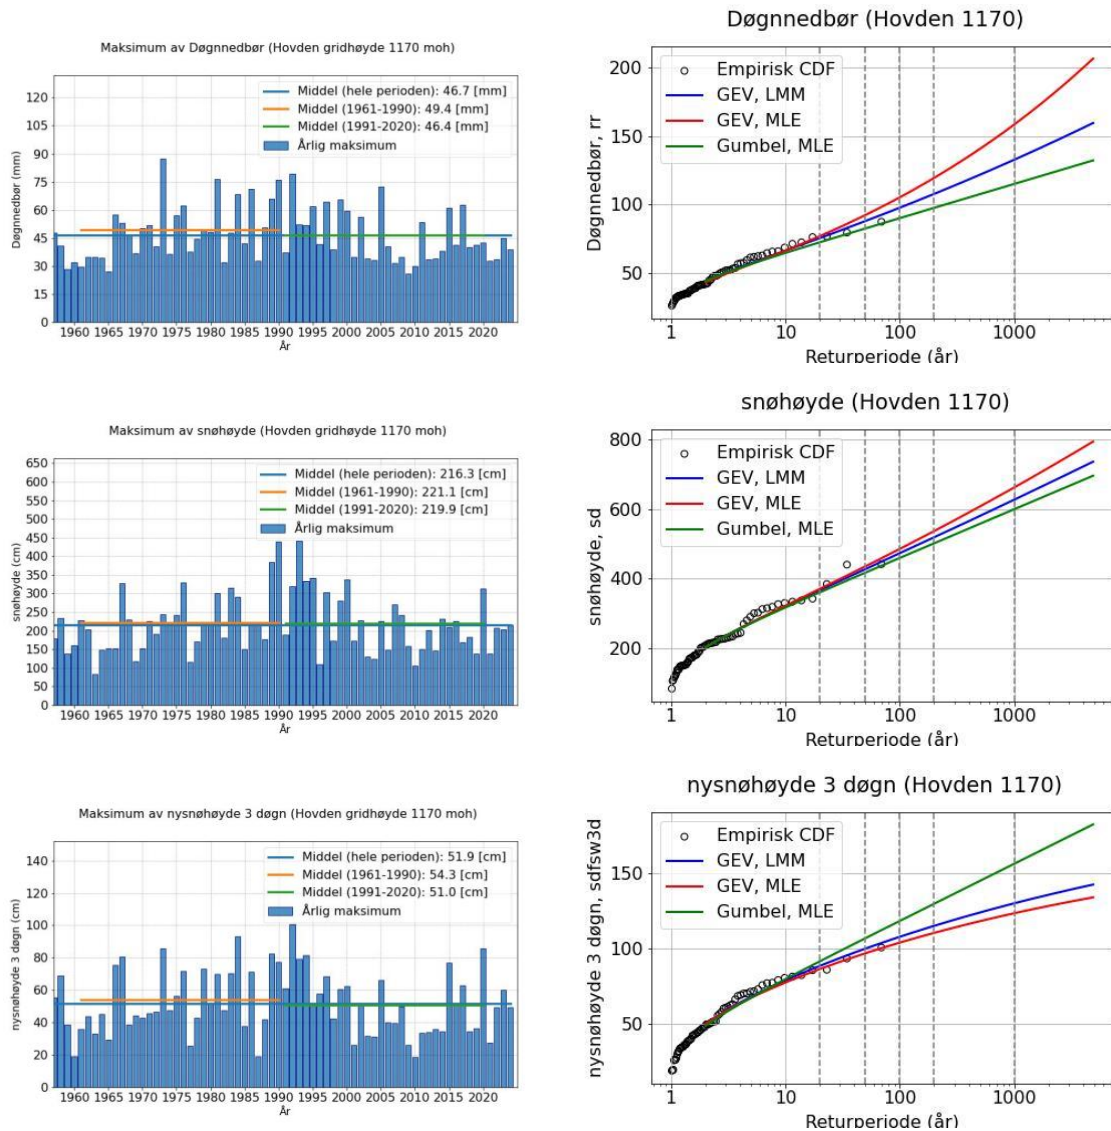 Maksimum av Døgnnedbør (Hovden gridhøyde 1170 moh)
Døgnnedbør (mm)
120
105
90
75
60
45
30
15
0
Middel (hele perioden): 46.7 [mm]
Middel (1961-1990): 49.4 [mm]
Middel (1991-2020): 46.4 [mm]
Årlig maksimum
1960 1965 1970 1975 1980 1985 1990 1995 2000 2005 2010 2015 2020
År
Døgnnedbør (Hovden 1170)
Døgnnedbør, rr
200
150
100
50
Empirisk CDF
GEV, LMM
GEV, MLE
Gumbel, MLE
1 10 100 1000
Returperiode (år)
Maksimum av snøhøyde (Hovden gridhøyde 1170 moh)
snøhøyde (cm)
650
600
550
500
450
400
350
300
250
200
150
100
50
0
Middel (hele perioden): 216.3 [cm]
Middel (1961-1990): 221.1 [cm]
Middel (1991-2020): 219.9 [cm]
Årlig maksimum
1960 1965 1970 1975 1980 1985 1990 1995 2000 2005 2010 2015 2020
År
snøhøyde (Hovden 1170)
snøhøyde, sd
800
600
400
200
Empirisk CDF
GEV, LMM
GEV, MLE
Gumbel, MLE
1 10 100 1000
Returperiode (år)
Maksimum av nysnøhøyde 3 døgn (Hovden gridhøyde 1170 moh)
nysnøhøyde 3 døgn (cm)
140
120
100
80
60
40
20
0
Middel (hele perioden): 51.9 [cm]
Middel (1961-1990): 54.3 [cm]
Middel (1991-2020): 51.0 [cm]
Årlig maksimum
1960 1965 1970 1975 1980 1985 1990 1995 2000 2005 2010 2015 2020
År
nysnøhøyde 3 døgn (Hovden 1170)
nysnøhøyde 3 døgn, sdfsw3d
150
100
50
Empirisk CDF
GEV, LMM
GEV, MLE
Gumbel, MLE
1 10 100 1000
Returperiode (år)